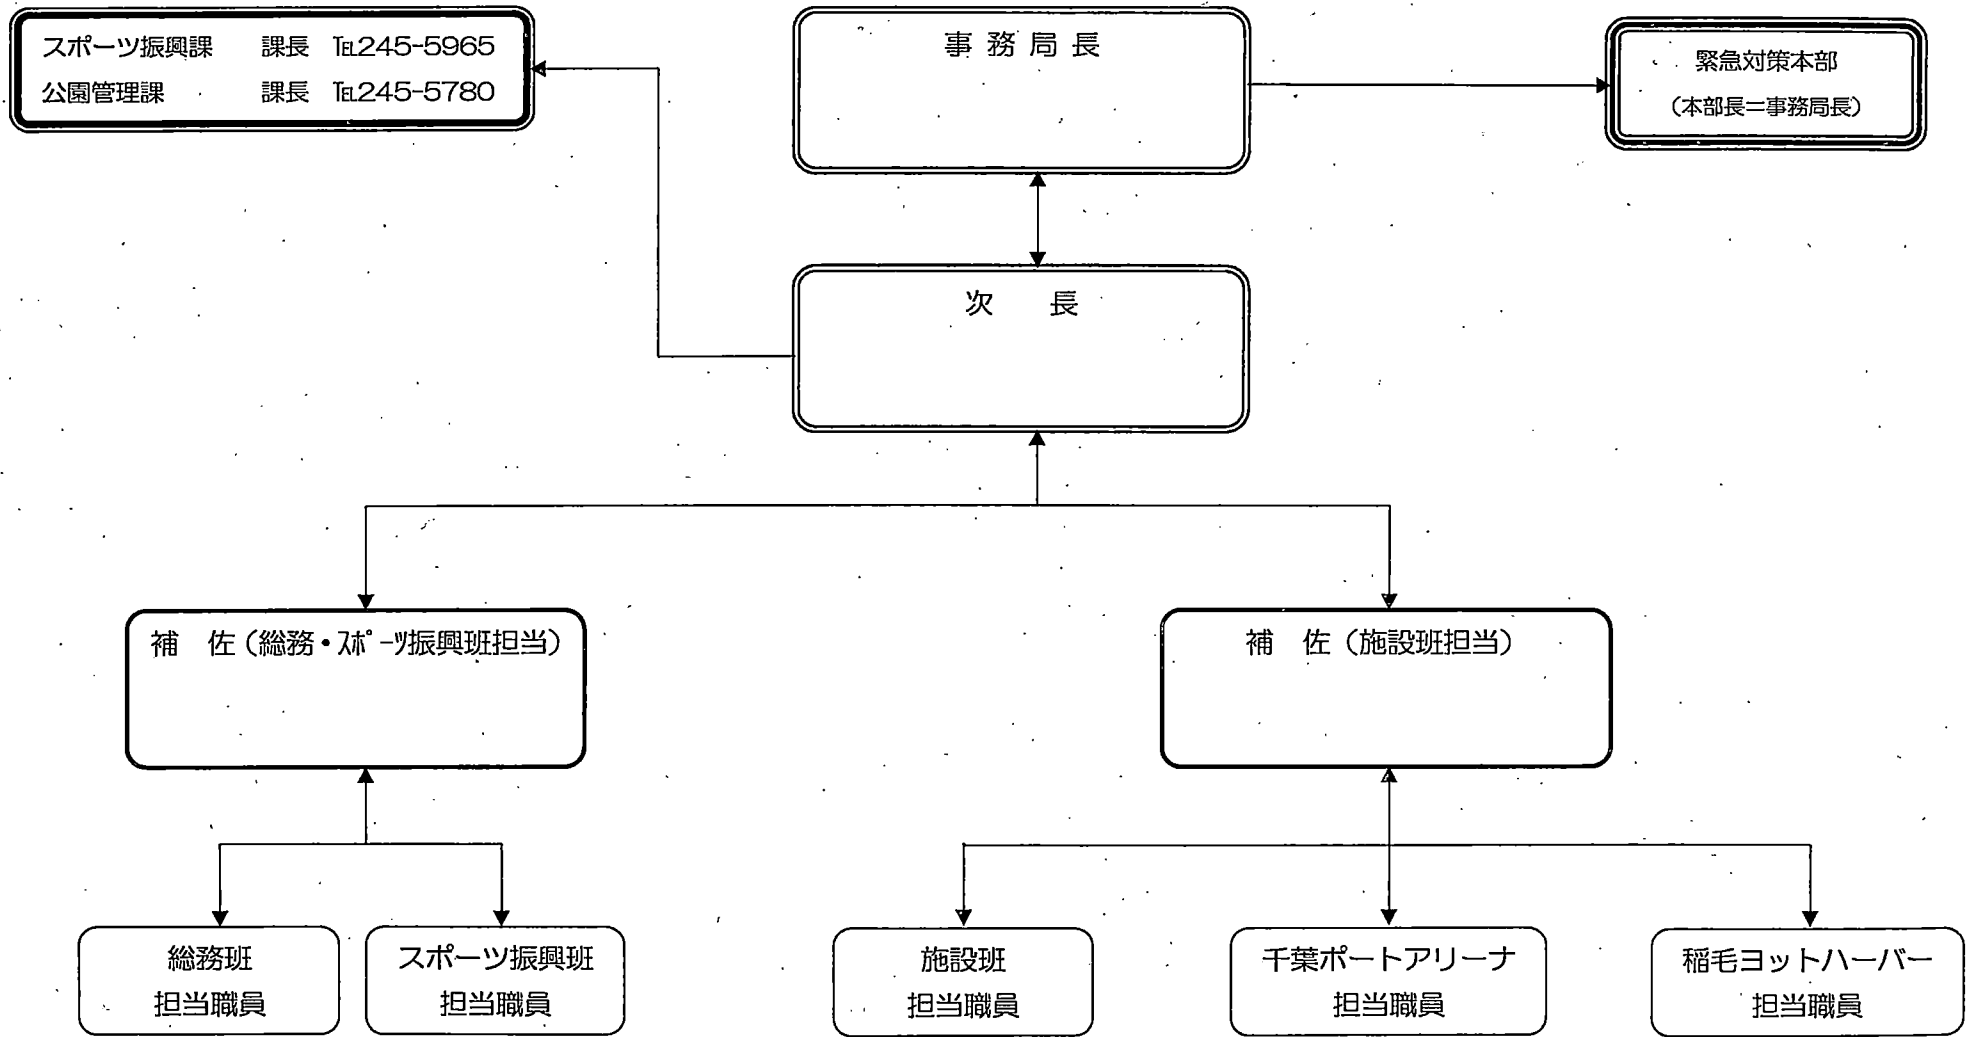 スポーツ振興課　課長　℡245-5965
公園管理課　課長　℡245-5780
事務局長
緊急対策本部
（本部長＝事務局長）
次　長
補　佐（総務・ｽﾎﾟｰﾂ振興班担当）
補　佐（施設班担当）
総務班
担当職員
スポーツ振興班
担当職員
施設班
担当職員
千葉ポートアリーナ
担当職員
稲毛ヨットハーバー
担当職員